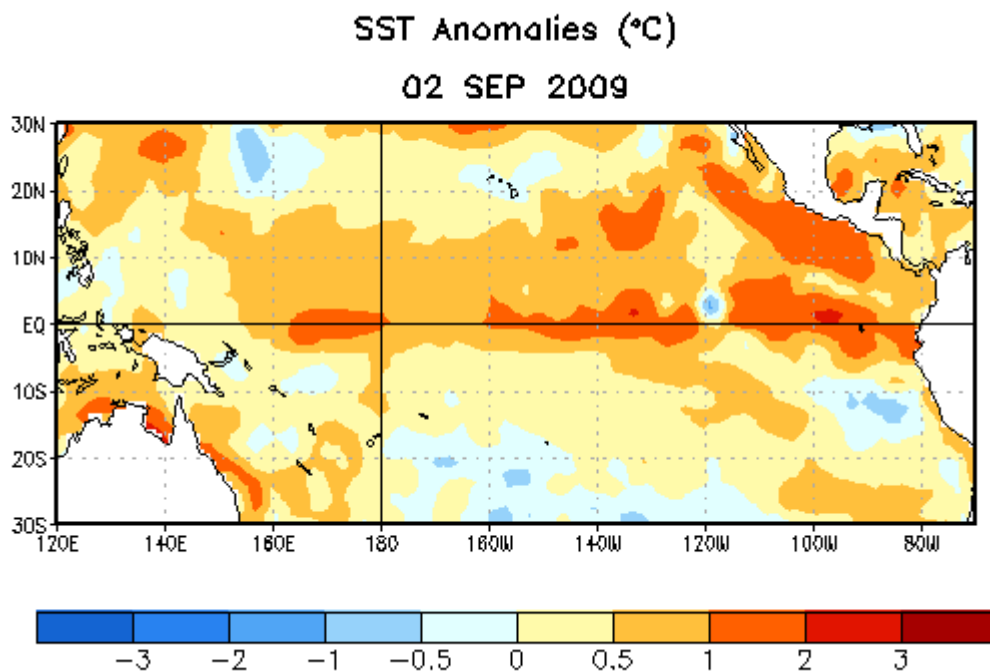 SST Anomalies (°C)
02 SEP 2009
30N
20N
10N
EQ
10S
20S
30S
120E 140E 160E 180 160W 140W 120W 100W 80W
-3 -2 -1 -0.5 0 0.5 1 2 3